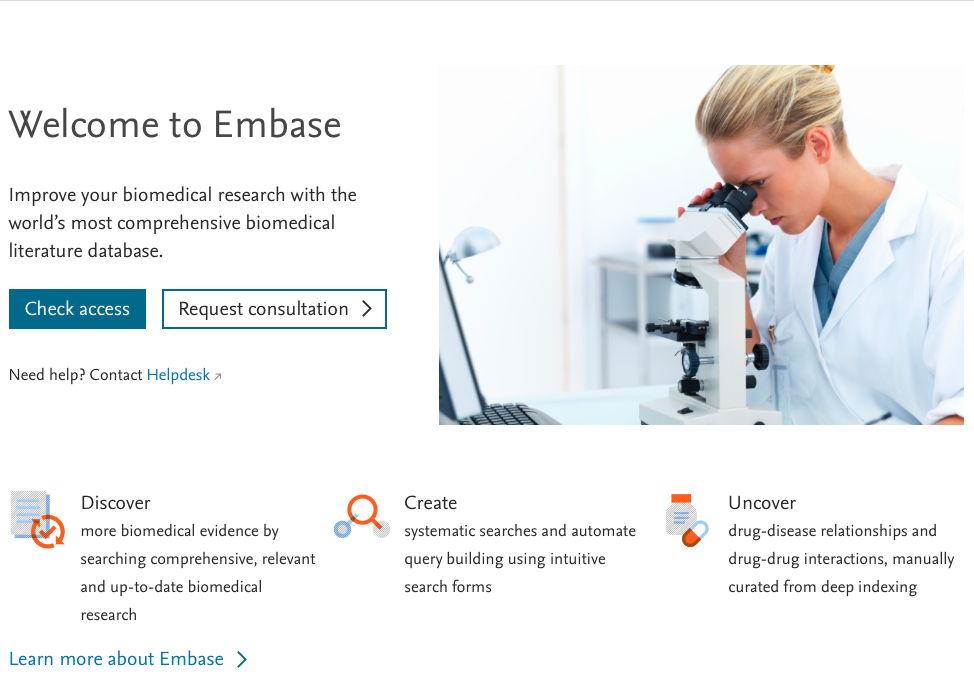 Welcome to Embase
Improve your biomedical research with the
world’s most comprehensive biomedical
literature database.
Check access
Request consultation
Need help? Contact Helpdesk
Discover
more biomedical evidence by
searching comprehensive, relevant
and up-to-date biomedical
research
Create
systematic searches and automate
query building using intuitive
search forms
Uncover
drug-disease relationships and
drug-drug interactions, manually
curated from deep indexing
Learn more about Embase